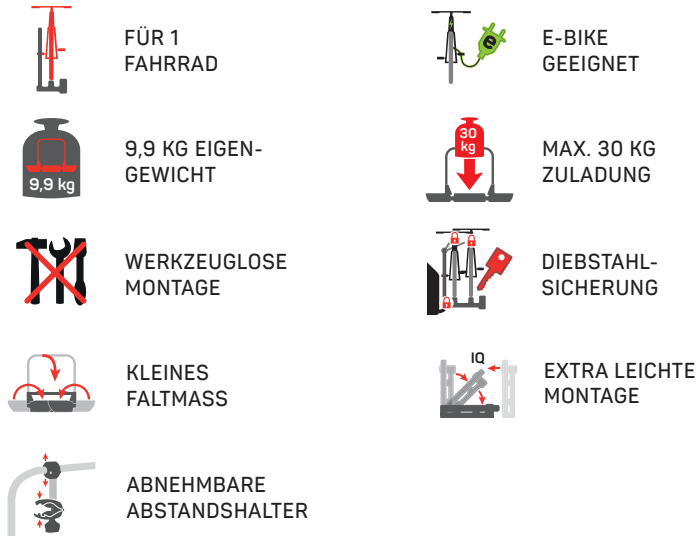 FÜR 1
FAHRRAD
e
E-BIKE
GEEIGNET
9,9 kg
9,9 KG EIGEN-
GEWICHT
30
kg
MAX. 30 KG
ZULADUNG
WERKZEUGLOSE
MONTAGE
DIEBSTAHL-
SICHERUNG
KLEINES
FALTMASS
IQ
EXTRA LEICHTE
MONTAGE
ABNEHMBARE
ABSTANDSHALTER